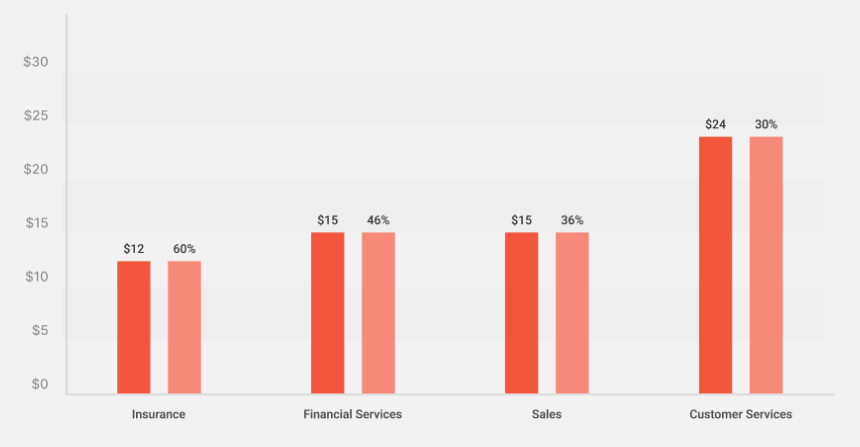 $30
$25
$20
$15
$10
$5
$0
$12 60%
$15 46%
$15 36%
$24 30%
Insurance
Financial Services
Sales
Customer Services